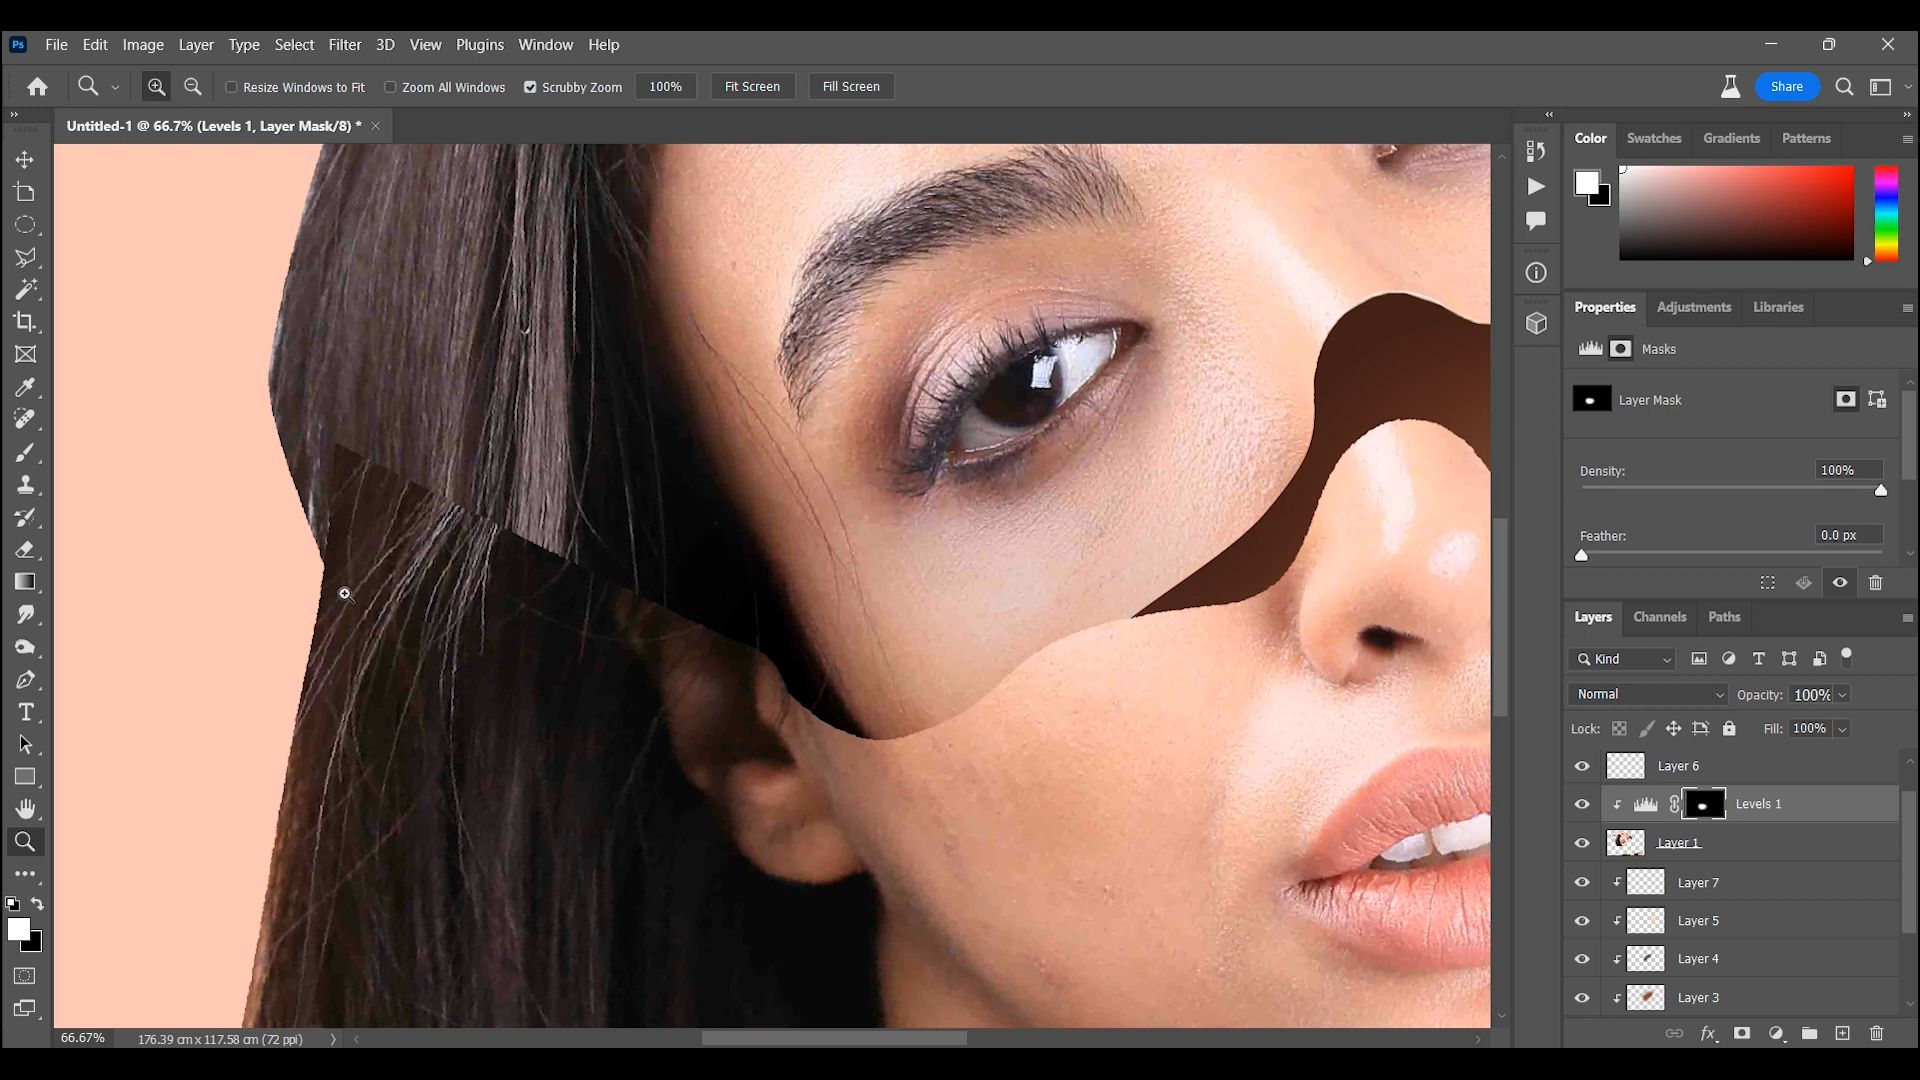 Ps File Edit Image Layer Type Select Filter 3D View Plugins Window Help
Resize Windows to Fit Zoom All Windows Scrubby Zoom 100% Fit Screen Fill Screen Share
Untitled-1 @ 66.7% (Levels 1, Layer Mask/8) *
Color Swatches Gradients Patterns
Properties Adjustments Libraries
Masks
Layer Mask
Density: 100%
Feather: 0.0 px
Layers Channels Paths
Kind
Normal Opacity: 100%
Lock: Fill: 100%
Layer 6
Levels 1
Layer 1
Layer 7
Layer 5
Layer 4
Layer 3
fx
66.67% 176.39 cm x 117.58 cm (72 ppi)